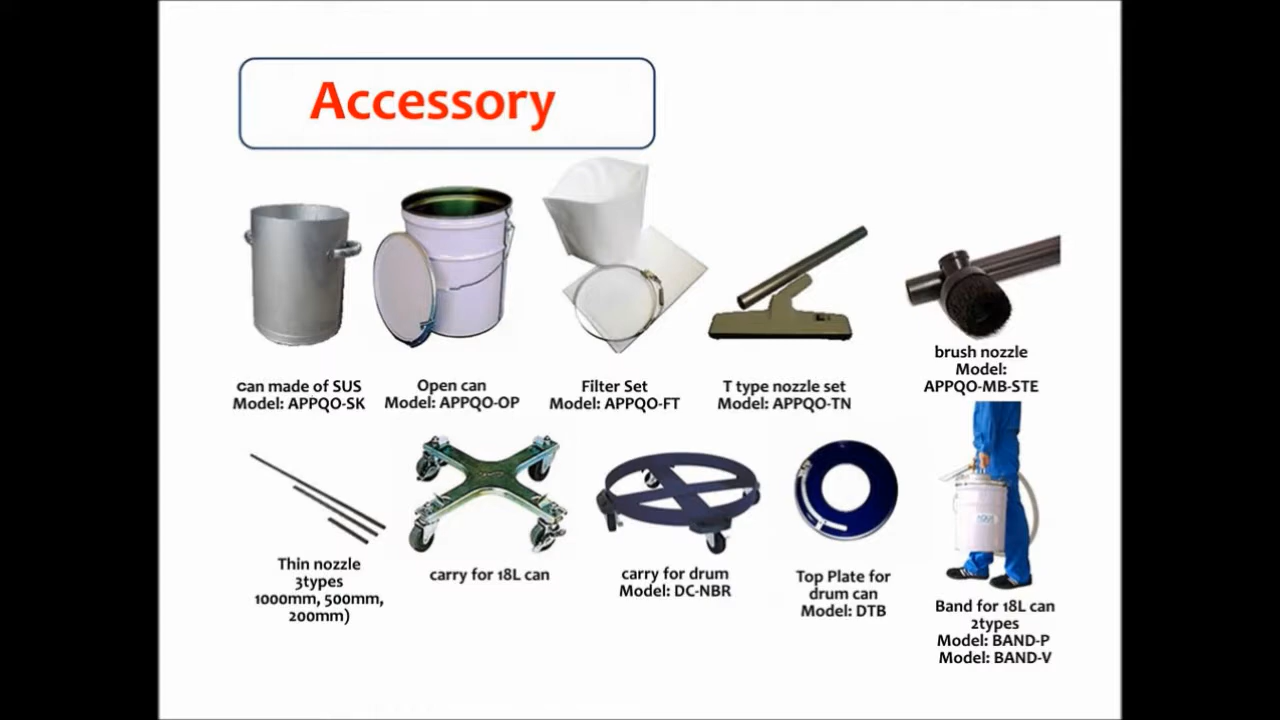 Accessory
can made of SUS
Model: APPQO-SK
Open can
Model: APPQO-OP
Filter Set
Model: APPQO-FT
T type nozzle set
Model: APPQO-TN
brush nozzle
Model:
APPQO-MB-STE
Thin nozzle
3types
1000mm, 500mm,
200mm)
carry for 18L can
carry for drum
Model: DC-NBR
Top Plate for
drum can
Model: DTB
Band for 18L can
2types
Model: BAND-P
Model: BAND-V